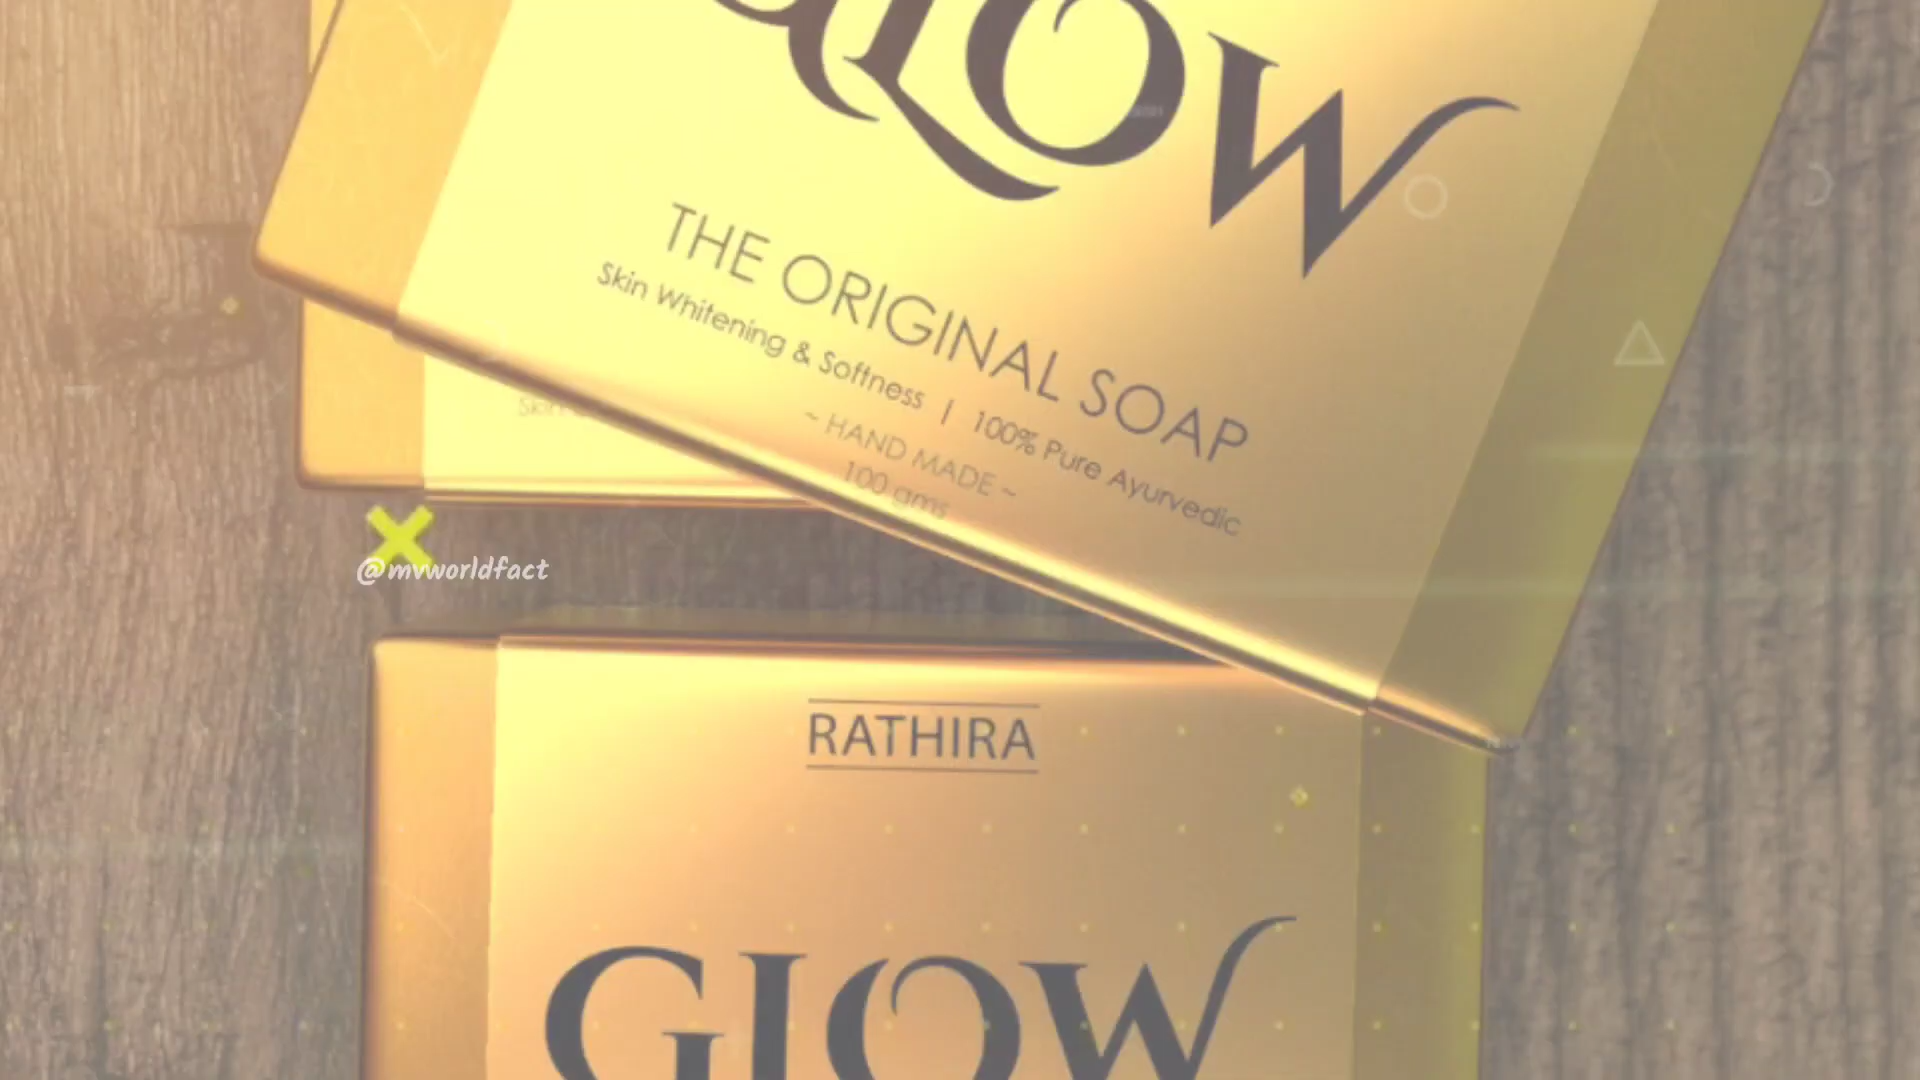 GLOW
THE ORIGINAL SOAP
Skin Whitening & Softness | 100% Pure Ayurvedic
~ HAND MADE ~
100 gms
@mvworldfact
RATHIRA
GLOW